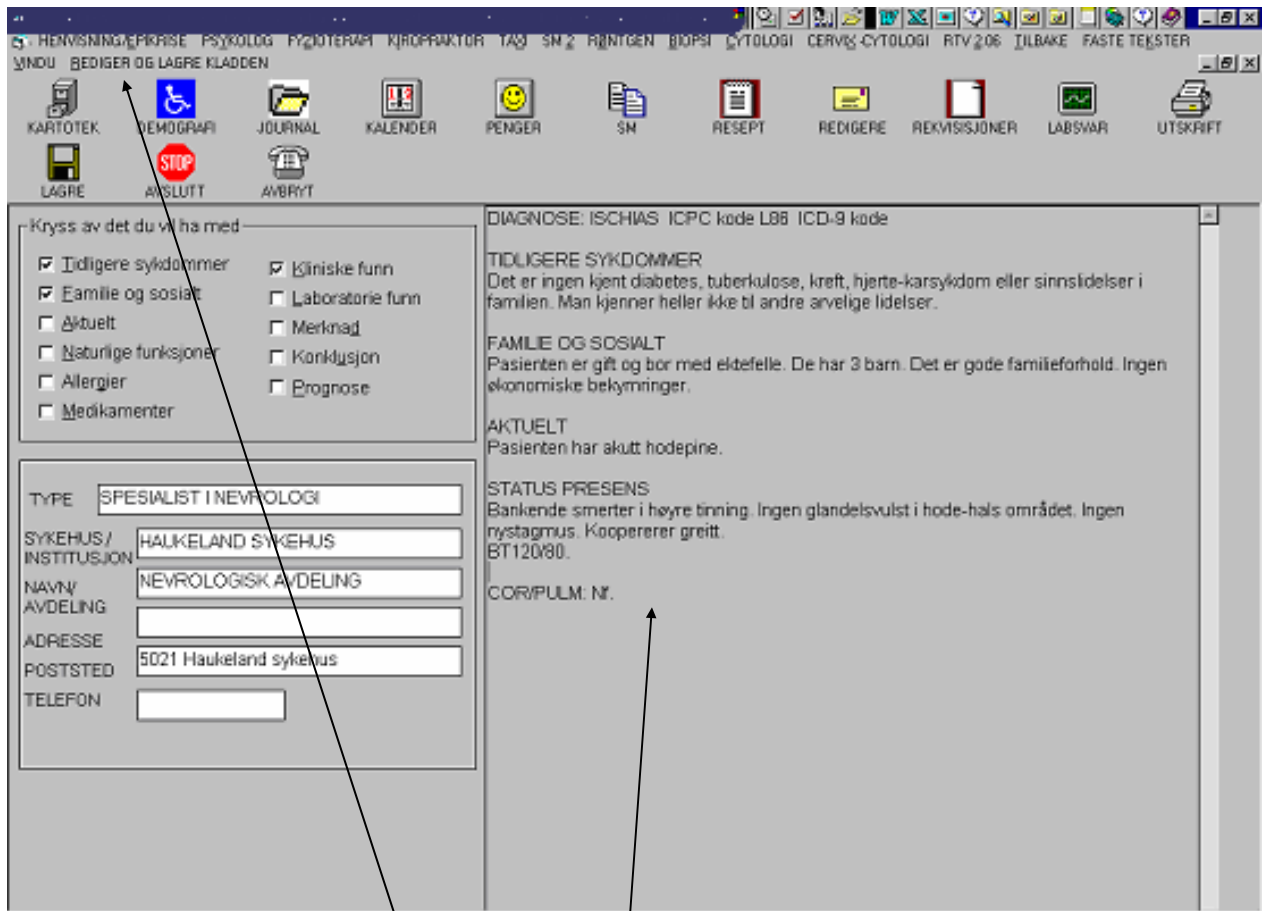 HENVISNING/EPIKRISE PSYKOLOG FYZIOTERAPI KIROPRAKTOR TAXI SM 2 RØNTGEN BIOPSI CYTOLOGI CERVIX-CYTOLOGI RTV 2.06 TILBAKE FASTE TEKSTER
VINDU REDIGER OG LAGRE KLADDEN
KARTOTEK DEMOGRAFI JOURNAL KALENDER PENGER SM RESEPT REDIGERE REKVISISJONER LABSVAR UTSKRIFT
STOP
LAGRE AVSLUTT AVBRYT
Kryss av det du vil ha med
Tidligere sykdommer
Familie og sosialt
Aktuelt
Naturlige funksjoner
Allergier
Medikamenter
Kliniske funn
Laboratorie funn
Merknad
Konklusjon
Prognose
TYPE SPESIALIST I NEVROLOGI
SYKEHUS/
INSTITUSJON HAUKELAND SYKEHUS
NAVN/
AVDELING NEVROLOGISK AVDELING
ADRESSE
POSTSTED 5021 Haukeland sykehus
TELEFON
DIAGNOSE: ISCHIAS ICPC kode L86 ICD-9 kode
TIDLIGERE SYKDOMMER
Det er ingen kjent diabetes, tuberkulose, kreft, hjerte-karsykdom eller sinnslidelser i
familien. Man kjenner heller ikke til andre arvelige lidelser.
FAMILIE OG SOSIALT
Pasienten er gift og bor med ektefelle. De har 3 barn. Det er gode familieforhold. Ingen
økonomiske bekymringer.
AKTUELT
Pasienten har akutt hodepine.
STATUS PRESENS
Bankende smerter i høyre tinning. Ingen glandelsvulst i hode-hals området. Ingen
nystagmus. Koopererer greitt.
BT120/80.
COR/PULM: Nf.